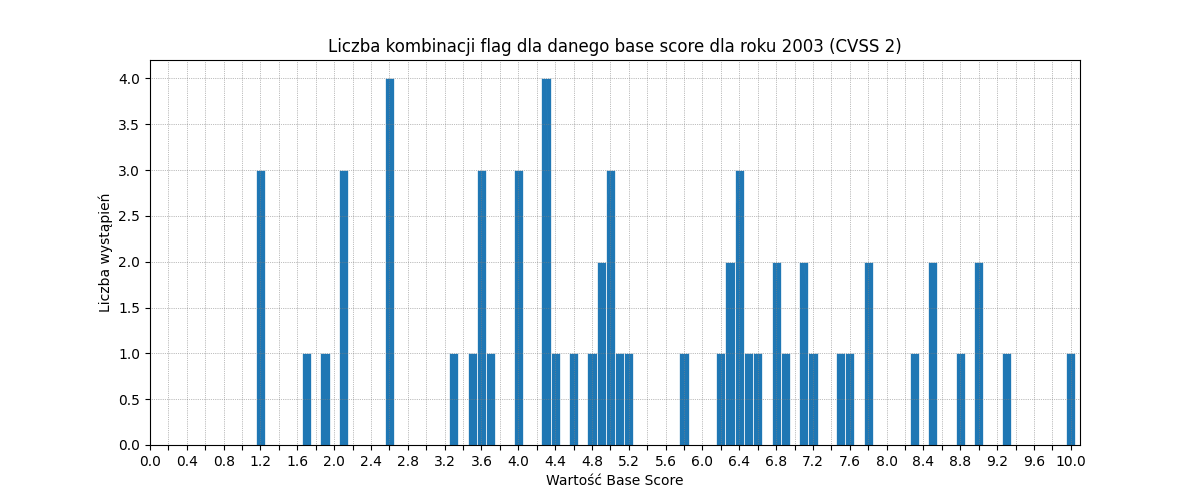 Liczba kombinacji flag dla danego base score dla roku 2003 (CVSS 2)
4.0
3.5
3.0
2.5
2.0
1.5
1.0
0.5
0.0
Liczba wystąpień
0.0 0.4 0.8 1.2 1.6 2.0 2.4 2.8 3.2 3.6 4.0 4.4 4.8 5.2 5.6 6.0 6.4 6.8 7.2 7.6 8.0 8.4 8.8 9.2 9.6 10.0
Wartość Base Score